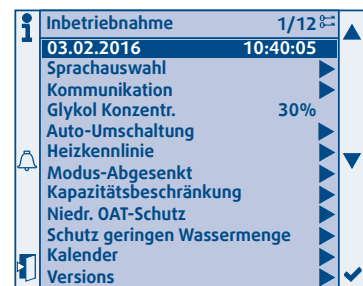 Inbetriebnahme 1/12
03.02.2016 10:40:05
Sprachauswahl
Kommunikation
Glykol Konzentr. 30%
Auto-Umschaltung
Heizkennlinie
Modus-Abgesenkt
Kapazitätsbeschränkung
Niedr. OAT-Schutz
Schutz geringen Wassermenge
Kalender
Versions